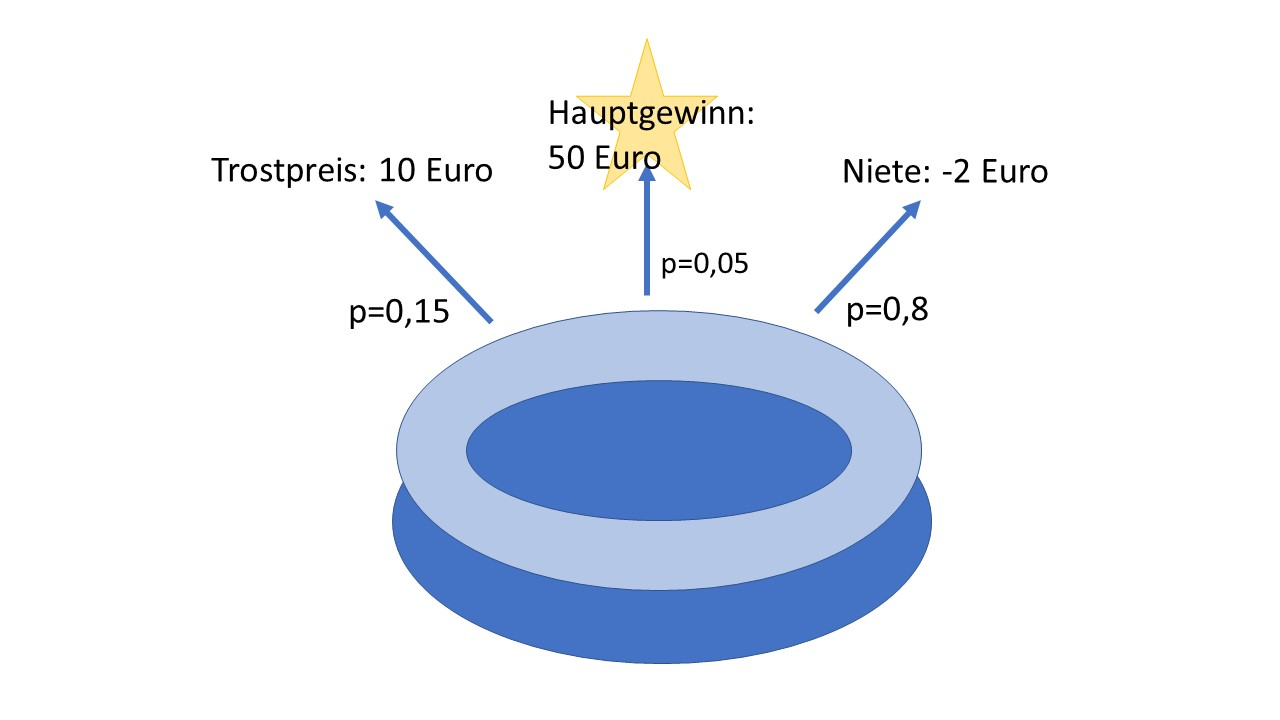 Hauptgewinn:
50 Euro
Trostpreis: 10 Euro
Niete: -2 Euro
p=0,05
p=0,15
p=0,8